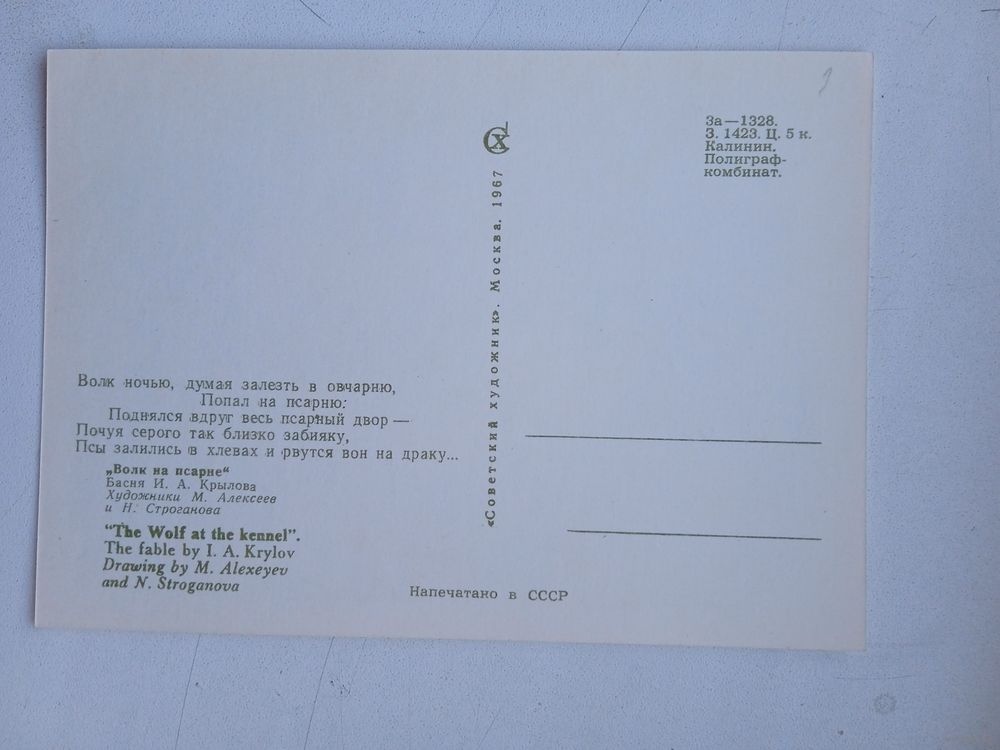 Волк ночью, думая залезть в овчарню,
Попал на псарню:
Поднялся вдруг весь псарный двор —
Почуя серого так близко забияку,
Псы залились в хлевах и рвутся вон на драку...
„Волк на псарне“
Басня И. А. Крылова
Художники М. Алексеев
и Н. Строганова
“The Wolf at the kennel”.
The fable by I. A. Krylov
Drawing by M. Alexeyev
and N. Stroganova
СХ
«Советский художник». Москва. 1967
За—1328.
З. 1423. Ц. 5 к.
Калинин.
Полиграф-
комбинат.
Напечатано в СССР